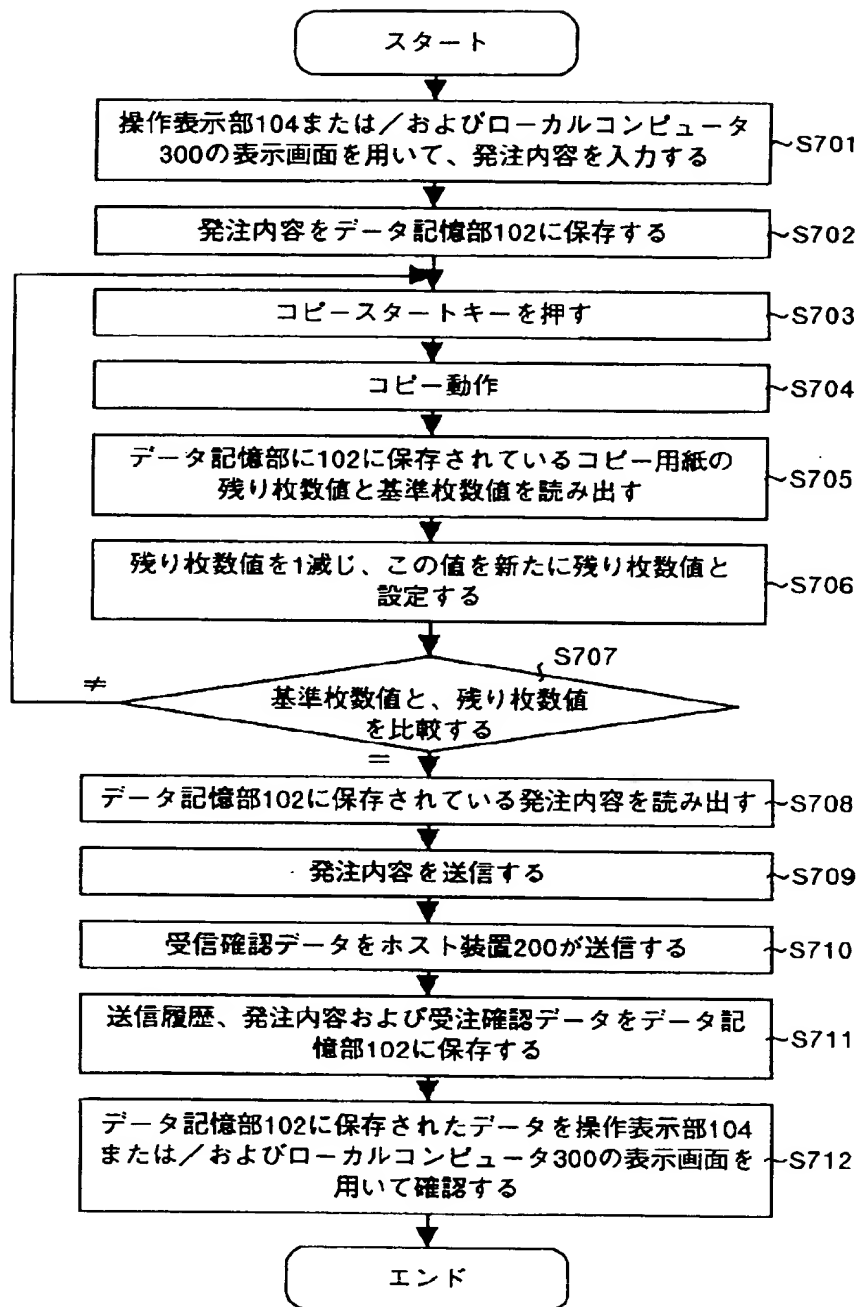 スタート
操作表示部104または／およびローカルコンピュータ
300の表示画面を用いて、発注内容を入力する
S701
発注内容をデータ記憶部102に保存する
S702
コピースタートキーを押す
S703
コピー動作
S704
データ記憶部に102に保存されているコピー用紙の
残り枚数値と基準枚数値を読み出す
S705
残り枚数値を1減じ、この値を新たに残り枚数値と
設定する
S706
S707
≠
基準枚数値と、残り枚数値
を比較する
=
データ記憶部102に保存されている発注内容を読み出す
S708
発注内容を送信する
S709
受信確認データをホスト装置200が送信する
S710
送信履歴、発注内容および受注確認データをデータ記
憶部102に保存する
S711
データ記憶部102に保存されたデータを操作表示部104
または／およびローカルコンピュータ300の表示画面を
用いて確認する
S712
エンド